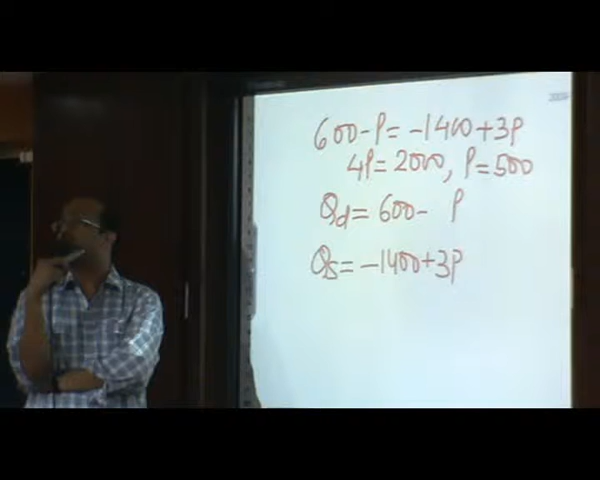 600 - P = -1400 + 3P
4P = 2000, P = 500
Qd = 600 - P
Qs = -1400 + 3P